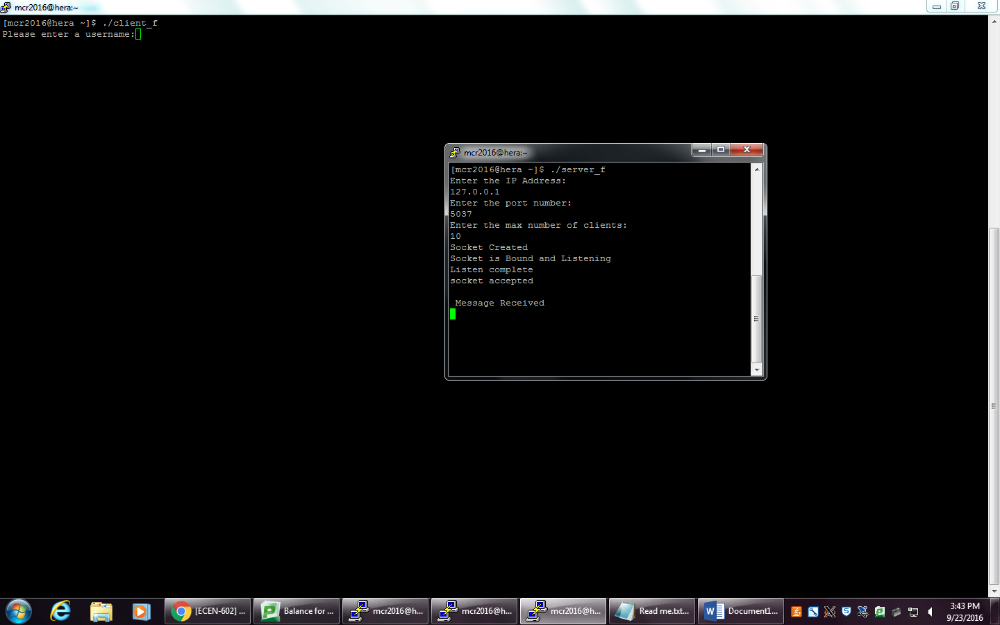 mcr2016@hera:~
[mcr2016@hera ~]$ ./client_f
Please enter a username:
mcr2016@hera:~
[mcr2016@hera ~]$ ./server_f
Enter the IP Address:
127.0.0.1
Enter the port number:
5037
Enter the max number of clients:
10
Socket Created
Socket is Bound and Listening
Listen complete
socket accepted
Message Received
[ECEN-602] ...
Balance for ...
mcr2016@h...
mcr2016@h...
mcr2016@h...
Read me.txt...
Document1...
3:43 PM
9/23/2016